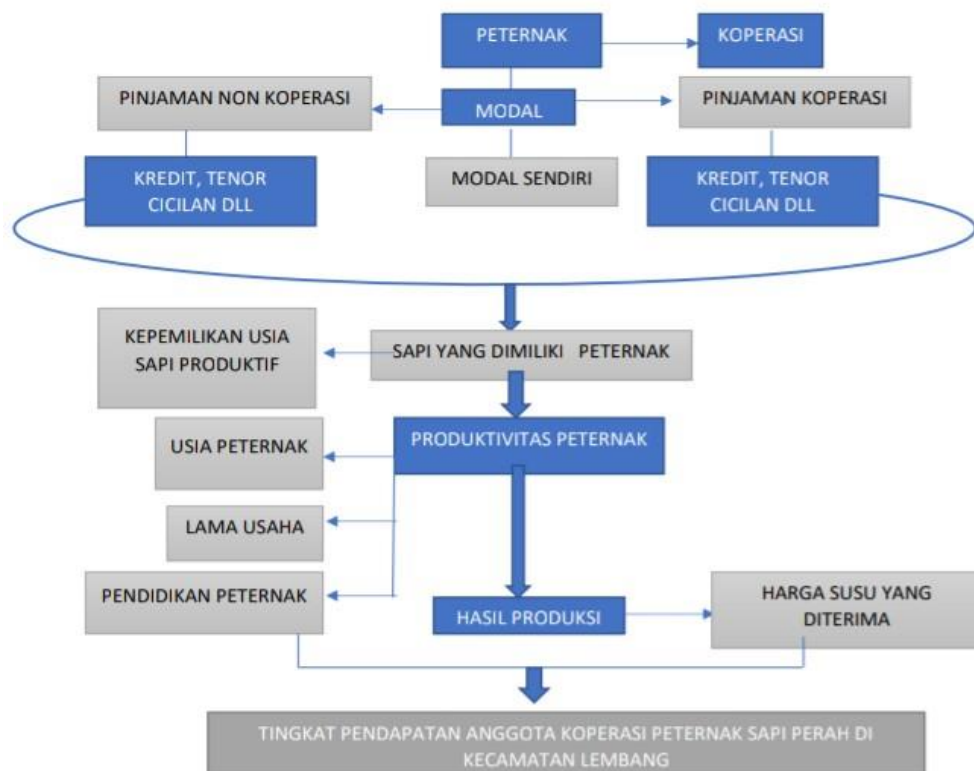 PETERNAK
KOPERASI
PINJAMAN NON KOPERASI
MODAL
PINJAMAN KOPERASI
KREDIT, TENOR
CICILAN DLL
MODAL SENDIRI
KREDIT, TENOR
CICILAN DLL
KEPEMILIKAN USIA
SAPI PRODUKTIF
SAPI YANG DIMILIKI PETERNAK
PRODUKTIVITAS PETERNAK
USIA PETERNAK
LAMA USAHA
PENDIDIKAN PETERNAK
HASIL PRODUKSI
HARGA SUSU YANG
DITERIMA
TINGKAT PENDAPATAN ANGGOTA KOPERASI PETERNAK SAPI PERAH DI
KECAMATAN LEMBANG